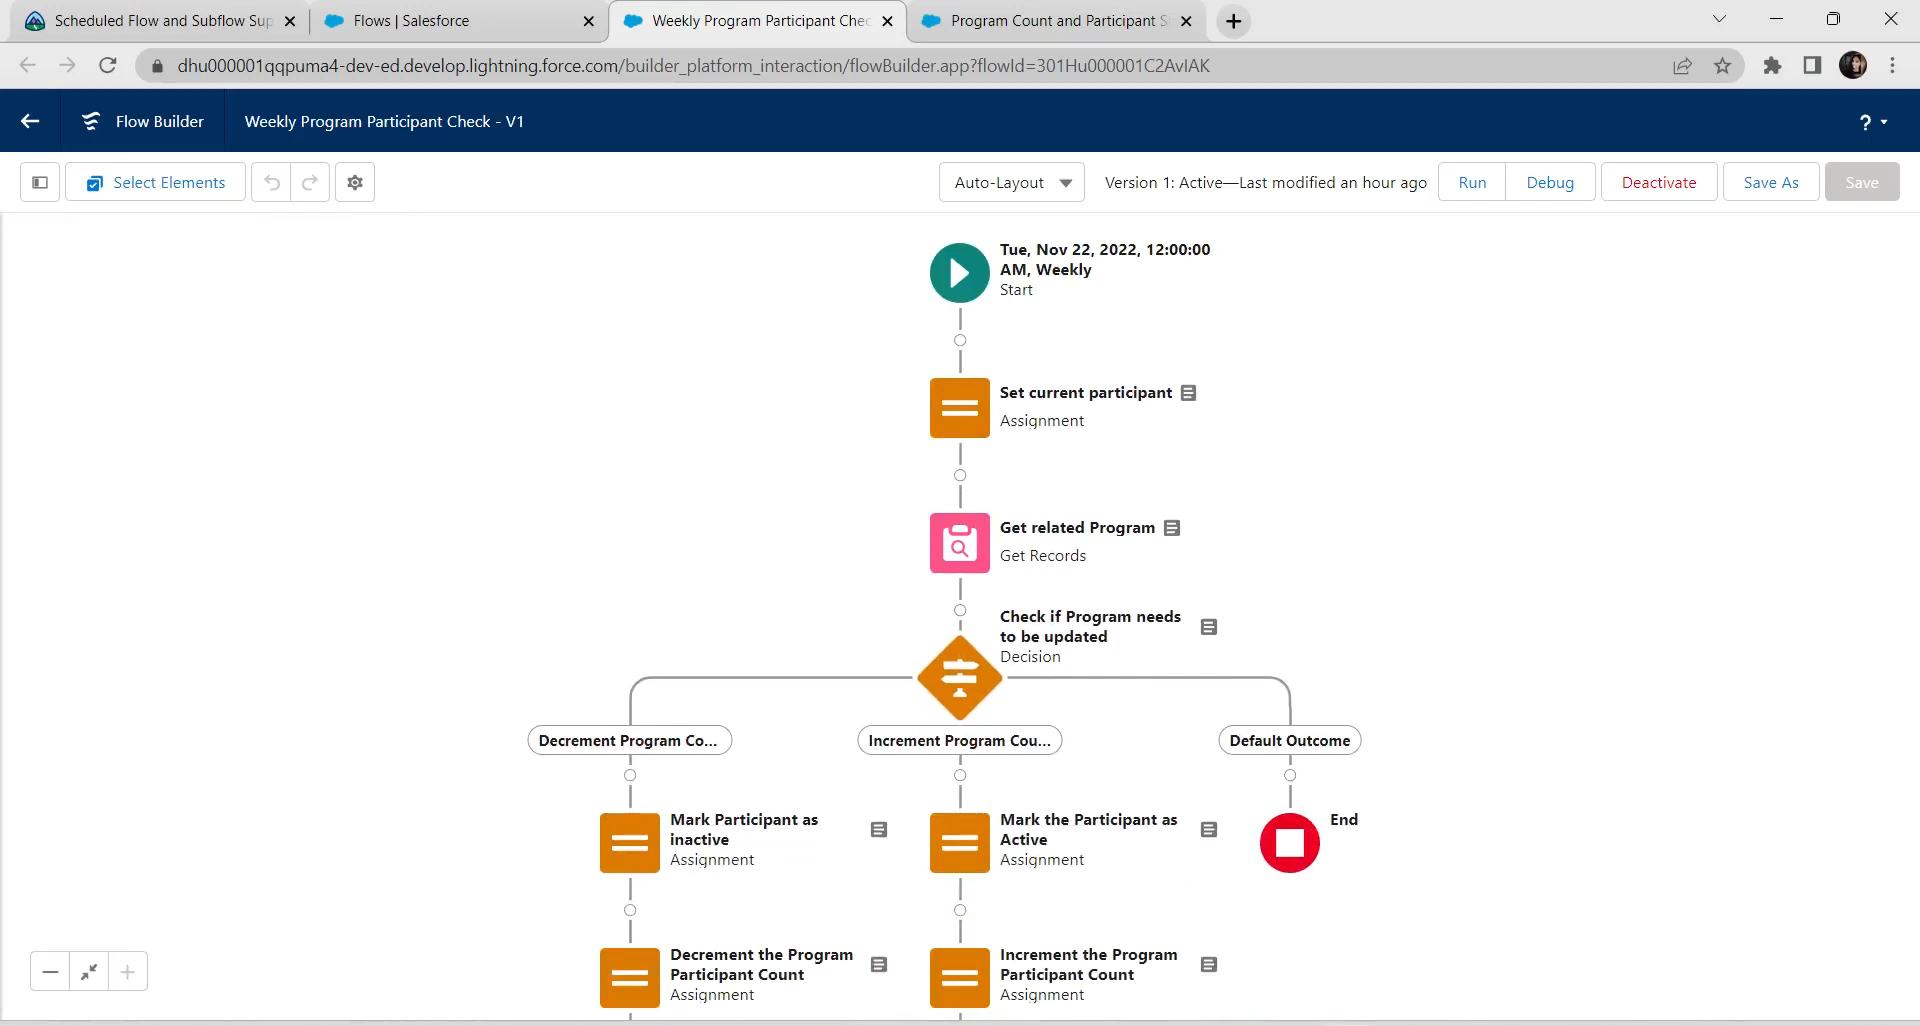 Scheduled Flow and Subflow Sup
Flows | Salesforce
Weekly Program Participant Chec
Program Count and Participant S
dhu000001qqpuma4-dev-ed.develop.lightning.force.com/builder_platform_interaction/flowBuilder.app?flowId=301Hu000001C2AvIAK
Flow Builder
Weekly Program Participant Check - V1
?
Select Elements
Auto-Layout
Version 1: Active—Last modified an hour ago
Run
Debug
Deactivate
Save As
Save
Tue, Nov 22, 2022, 12:00:00
AM, Weekly
Start
Set current participant
Assignment
Get related Program
Get Records
Check if Program needs
to be updated
Decision
Decrement Program Co...
Increment Program Cou...
Default Outcome
Mark Participant as
inactive
Assignment
Mark the Participant as
Active
Assignment
End
Decrement the Program
Participant Count
Assignment
Increment the Program
Participant Count
Assignment